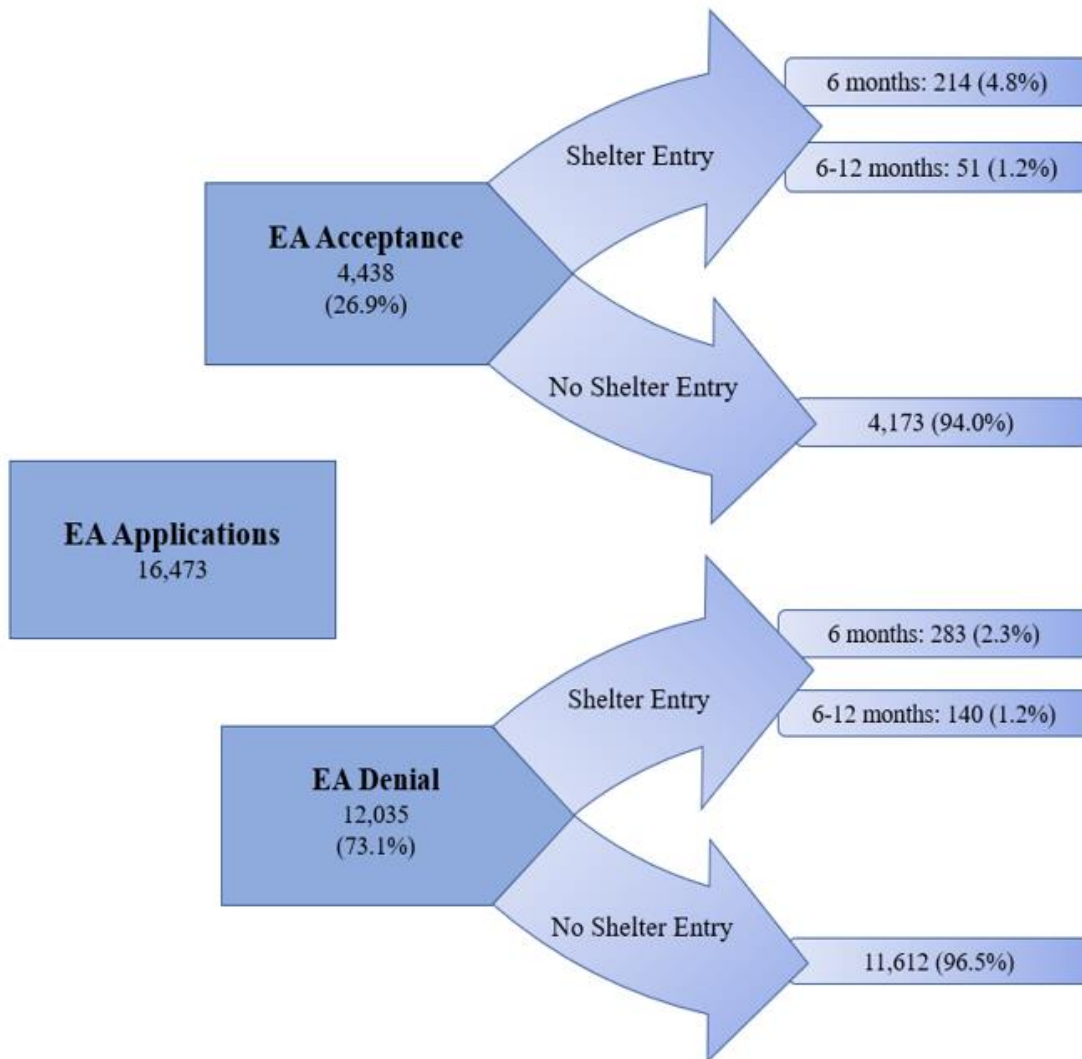 6 months: 214 (4.8%)
Shelter Entry
6-12 months: 51 (1.2%)
EA Acceptance
4,438
(26.9%)
No Shelter Entry
4,173 (94.0%)
EA Applications
16,473
6 months: 283 (2.3%)
Shelter Entry
6-12 months: 140 (1.2%)
EA Denial
12,035
(73.1%)
No Shelter Entry
11,612 (96.5%)